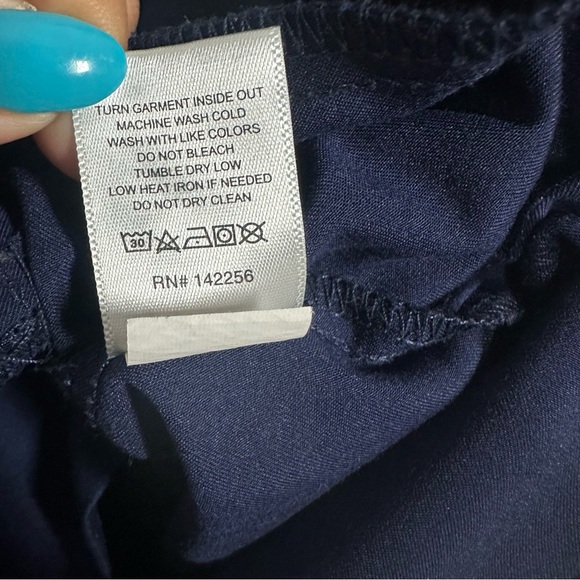 TURN GARMENT INSIDE OUT
MACHINE WASH COLD
WASH WITH LIKE COLORS
DO NOT BLEACH
TUMBLE DRY LOW
LOW HEAT IRON IF NEEDED
DO NOT DRY CLEAN
30
RN# 142256